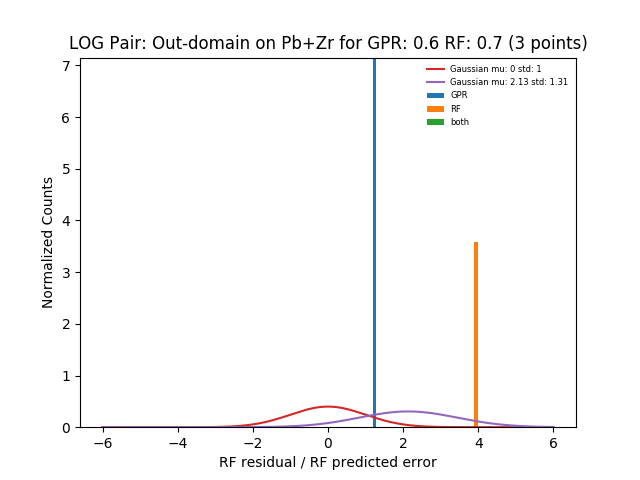 LOG Pair: Out-domain on Pb+Zr for GPR: 0.6 RF: 0.7 (3 points)
Gaussian mu: 0 std: 1
Gaussian mu: 2.13 std: 1.31
GPR
RF
both
Normalized Counts
7
6
5
4
3
2
1
0
−6 −4 −2 0 2 4 6
RF residual / RF predicted error